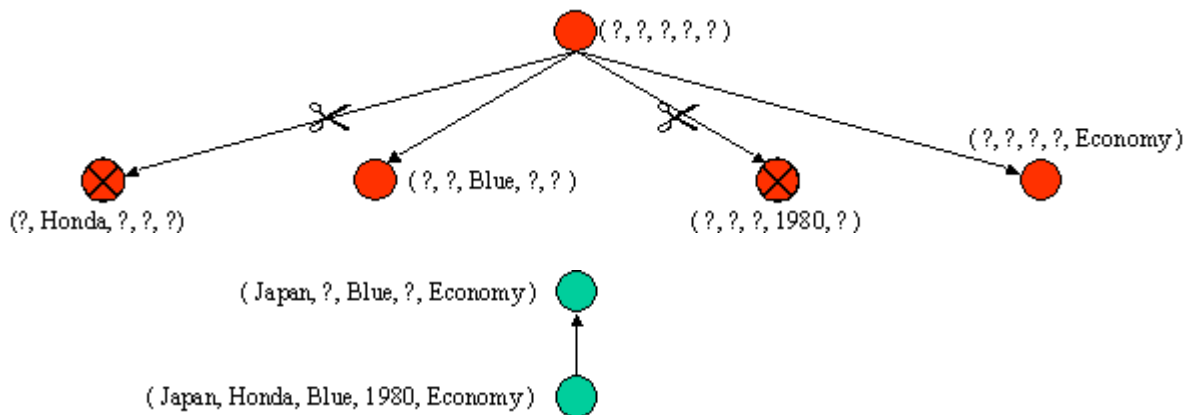 ( ?, ?, ?, ?, ? )
( ?, ?, ?, ?, Economy )
( ?, ?, Blue, ?, ? )
(?, Honda, ?, ?, ?)
( ?, ?, ?, 1980, ? )
( Japan, ?, Blue, ?, Economy )
( Japan, Honda, Blue, 1980, Economy )